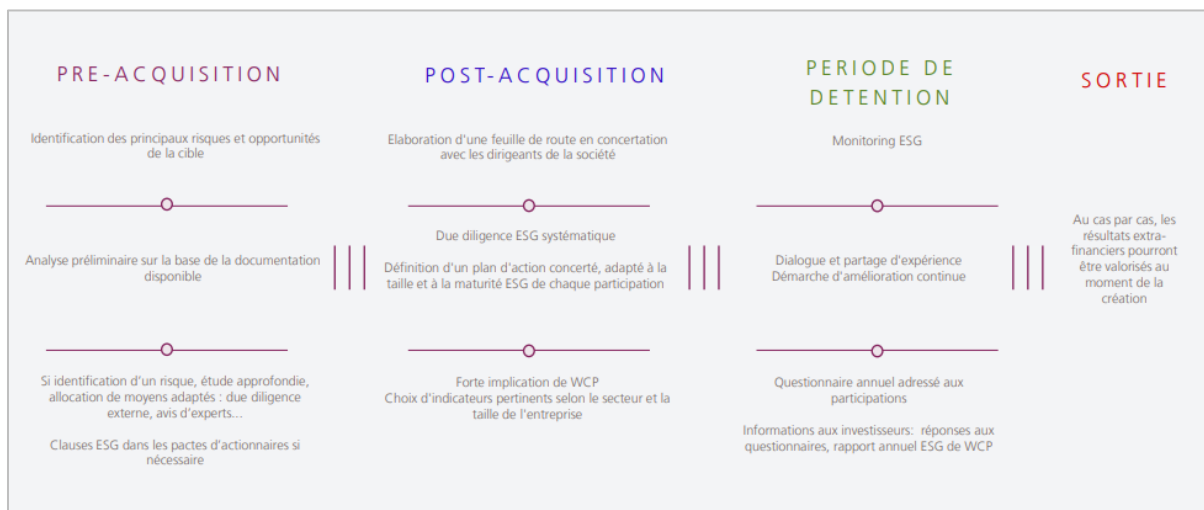 PRE-ACQUISITION
Identification des principaux risques et opportunités
de la cible
Analyse préliminaire sur la base de la documentation
disponible
Si identification d'un risque, étude approfondie,
allocation de moyens adaptés : due diligence
externe, avis d'experts...
Clauses ESG dans les pactes d'actionnaires si
nécessaire
POST-ACQUISITION
Elaboration d'une feuille de route en concertation
avec les dirigeants de la société
Due diligence ESG systématique
Définition d'un plan d'action concerté, adapté à la
taille et à la maturité ESG de chaque participation
Forte implication de WCP
Choix d'indicateurs pertinents selon le secteur et la
taille de l'entreprise
PERIODE DE
DETENTION
Monitoring ESG
Dialogue et partage d'expérience
Démarche d'amélioration continue
Questionnaire annuel adressé aux
participations
Informations aux investisseurs: réponses aux
questionnaires, rapport annuel ESG de WCP
SORTIE
Au cas par cas, les
résultats extra-
financiers pourront
être valorisés au
moment de la
création